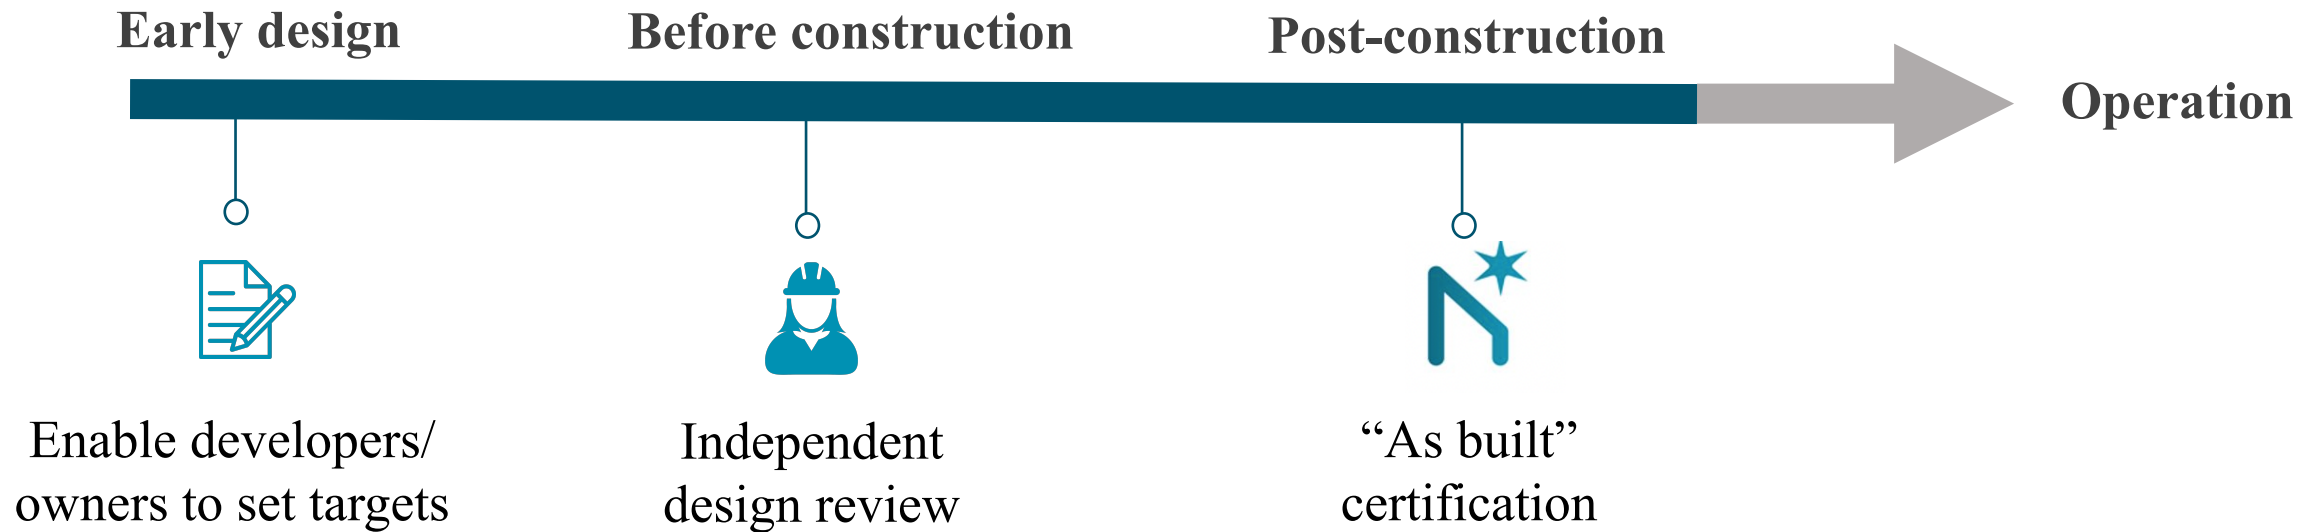 Early design
Before construction
Post-construction
Operation
Enable developers/
owners to set targets
Independent
design review
“As built”
certification